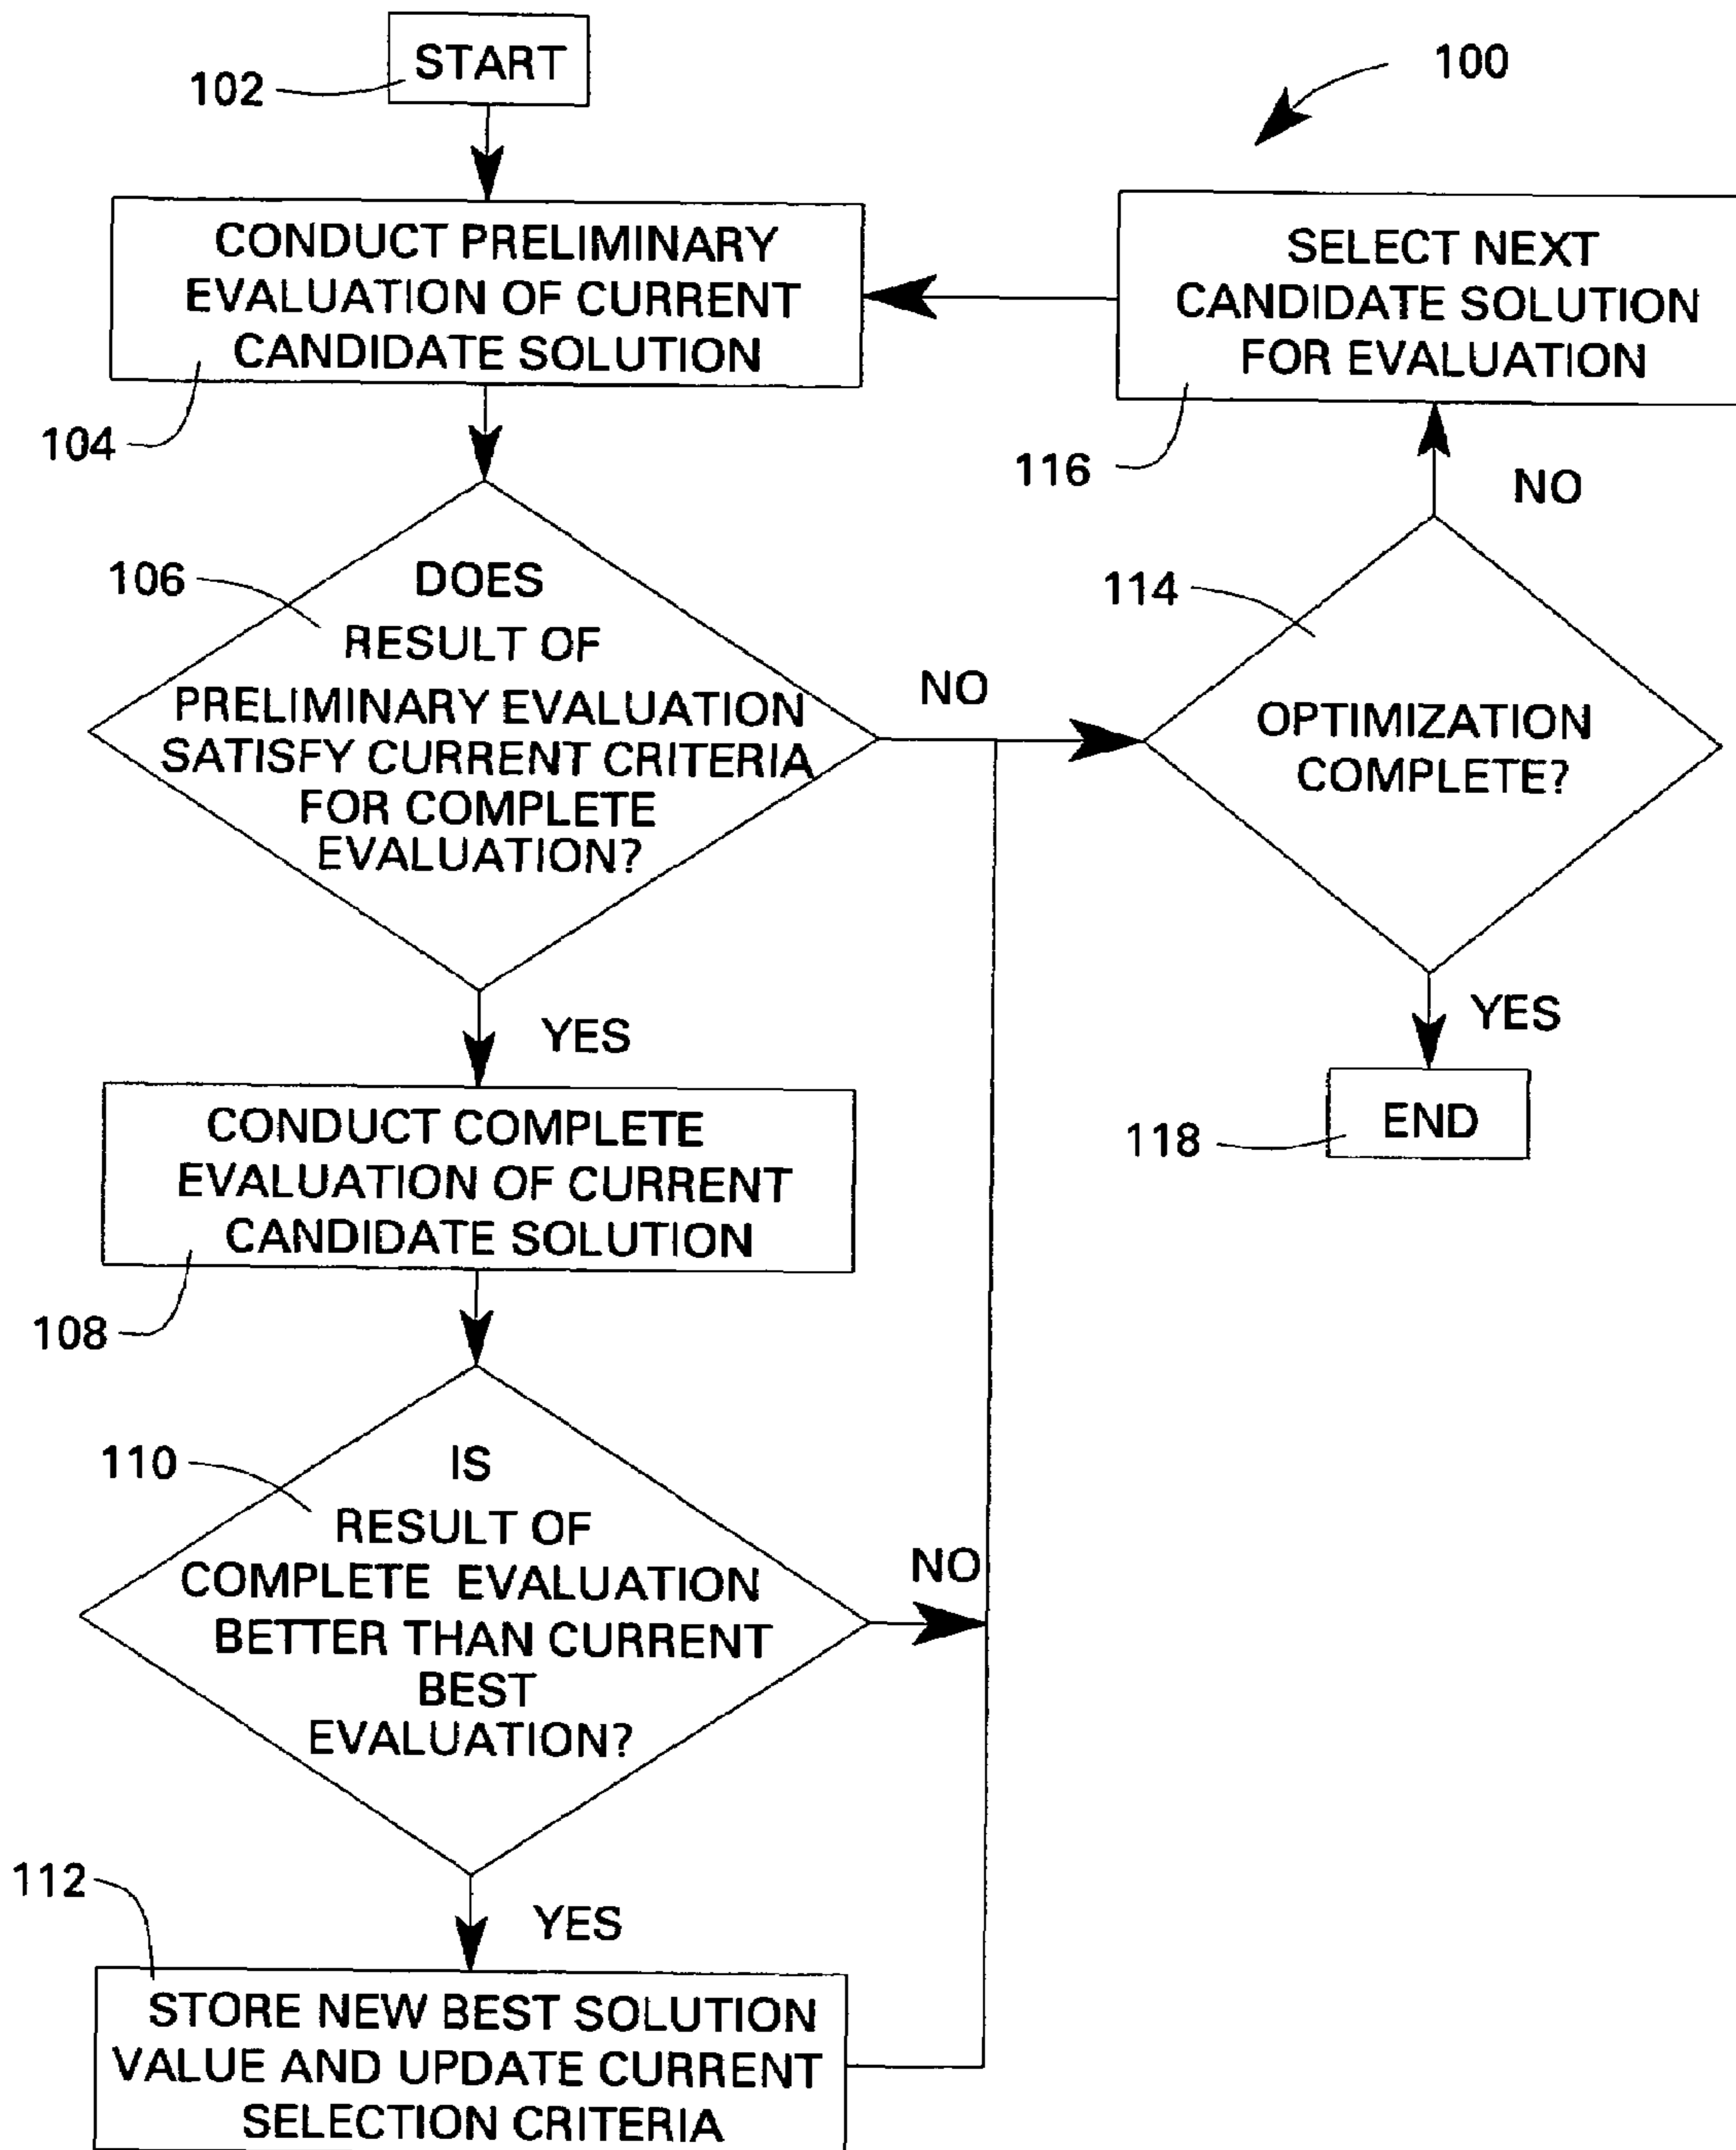 START
102
100
CONDUCT PRELIMINARY
EVALUATION OF CURRENT
CANDIDATE SOLUTION
104
SELECT NEXT
CANDIDATE SOLUTION
FOR EVALUATION
116
NO
106
DOES
RESULT OF
PRELIMINARY EVALUATION
SATISFY CURRENT CRITERIA
FOR COMPLETE
EVALUATION?
NO
114
OPTIMIZATION
COMPLETE?
YES
YES
END
118
CONDUCT COMPLETE
EVALUATION OF CURRENT
CANDIDATE SOLUTION
108
110
IS
RESULT OF
COMPLETE EVALUATION
BETTER THAN CURRENT
BEST
EVALUATION?
NO
112
YES
STORE NEW BEST SOLUTION
VALUE AND UPDATE CURRENT
SELECTION CRITERIA